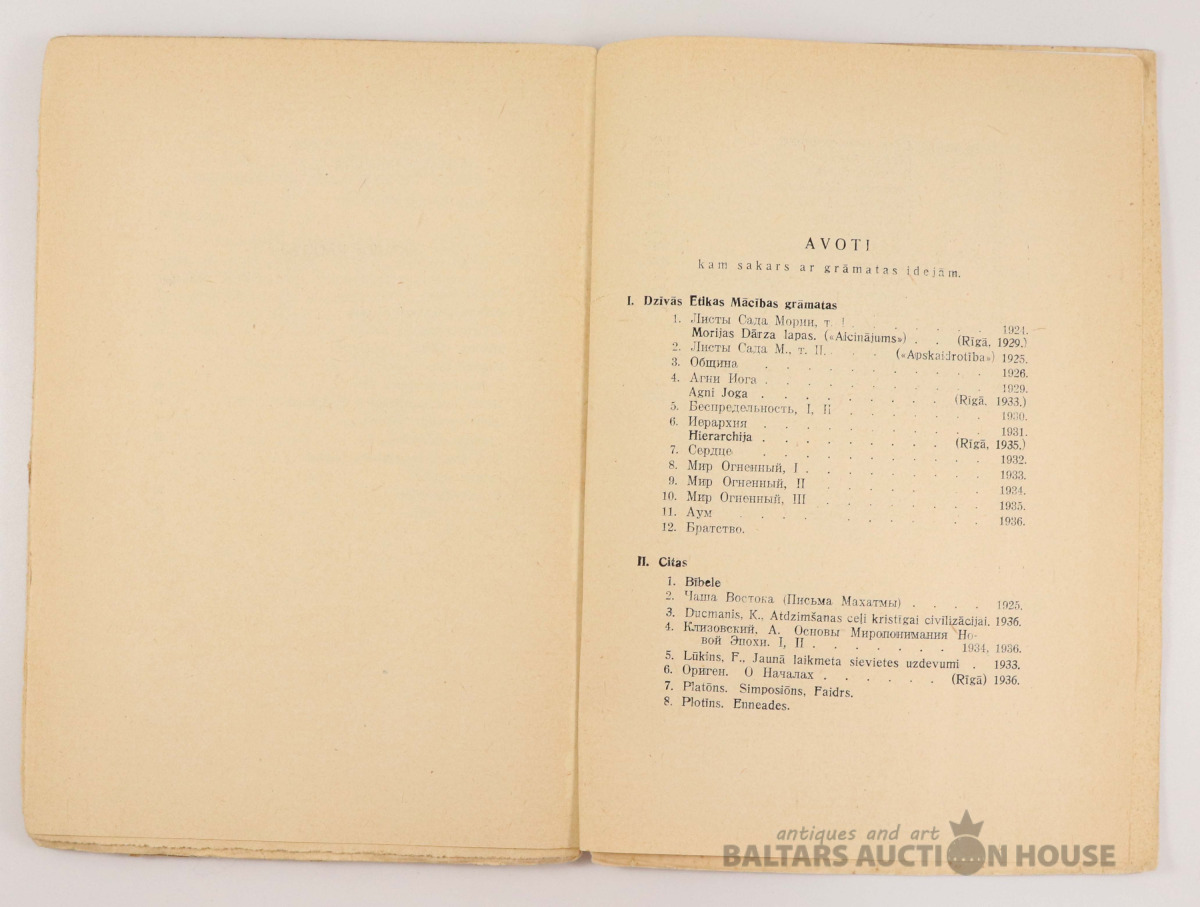 AVOTI
kam sakars ar grāmatas idejām.
I. Dzīvās Ētikas Mācības grāmatas
1. Листы Сада Мории, т. I . . . . . . 1924.
Morijas Dārza lapas. («Aicinājums») . . (Rīgā, 1929.)
2. Листы Сада М., т. II. . . . («Apskaidrotība») 1925.
3. Община . . . . . . . . . . 1926.
4. Агни Йога . . . . . . . . . . 1929.
Agni Joga . . . . . . . . (Rīgā, 1933.)
5. Беспредельность, I, II . . . . . . . 1930.
6. Иерархия . . . . . . . . . . 1931.
Hierarchija . . . . . . . . (Rīgā, 1935.)
7. Сердце . . . . . . . . . . 1932.
8. Мир Огненный, I . . . . . . . . 1933.
9. Мир Огненный, II . . . . . . 1934.
10. Мир Огненный, III . . . . . . . 1935.
11. Аум . . . . . . . . . . 1936.
12. Братство.
II. Citas
1. Bībele
2. Чаша Востока (Письма Махатмы) . . . . 1925.
3. Ducmanis, K., Atdzimšanas ceļi kristīgai civilizācijai. 1936.
4. Клизовский, А. Основы Миропонимания Но-
вой Эпохи. I, II . . . . . . . 1934, 1936.
5. Lūkins, F., Jaunā laikmeta sievietes uzdevumi . 1933.
6. Ориген. О Началах . . . . . . (Rīgā) 1936.
7. Platōns. Simposiōns, Faidrs.
8. Plotīns. Enneades.
antiques and art
BALTARS AUCTION HOUSE